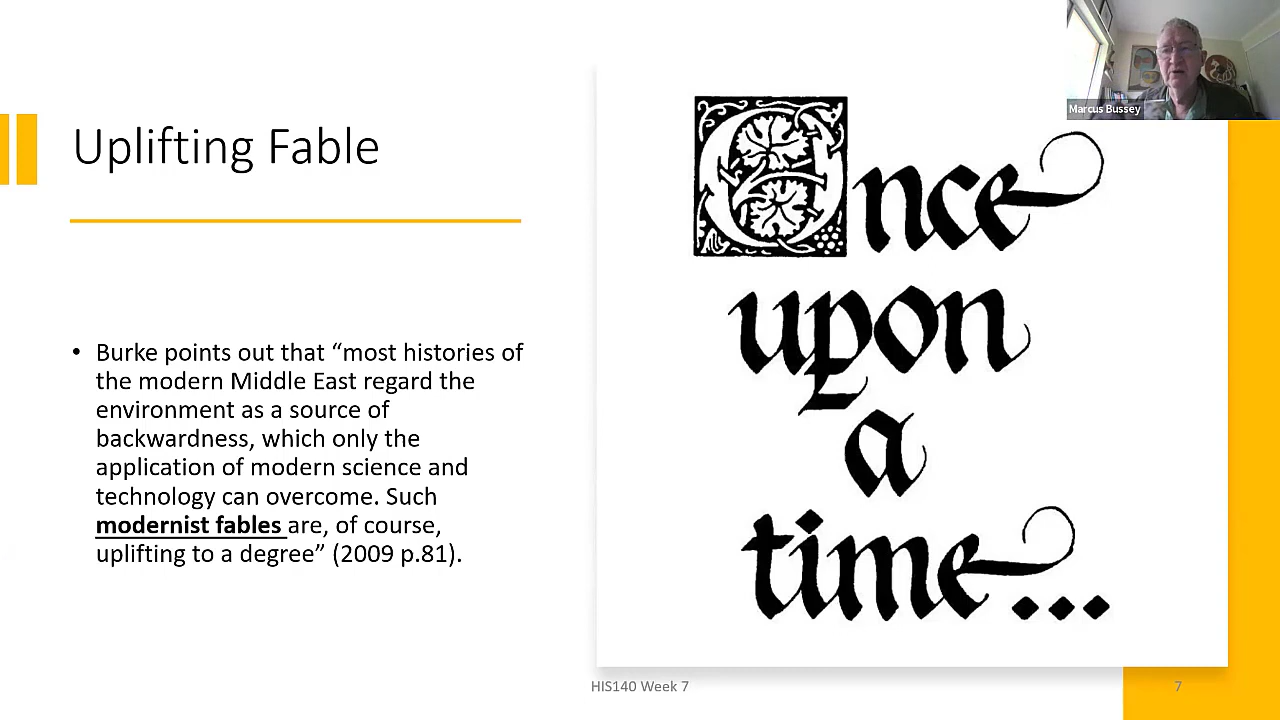 Uplifting Fable
• Burke points out that “most histories of
the modern Middle East regard the
environment as a source of
backwardness, which only the
application of modern science and
technology can overcome. Such
modernist fables are, of course,
uplifting to a degree” (2009 p.81).
Once
upon
a
time...
Marcus Bussey
HIS140 Week 7
7